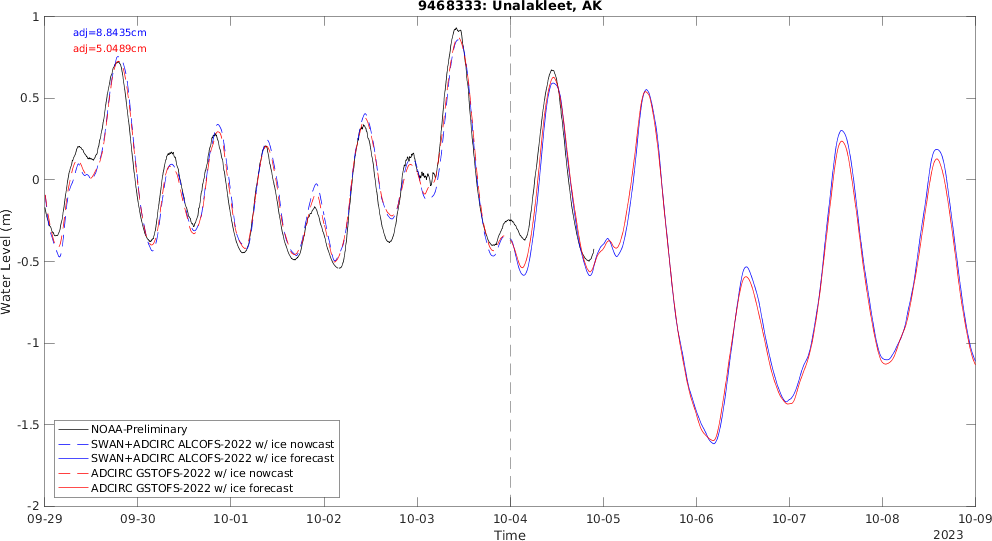 9468333: Unalakleet, AK
adj=8.8435cm
adj=5.0489cm
1
0.5
0
-0.5
-1
-1.5
-2
Water Level (m)
NOAA-Preliminary
SWAN+ADCIRC ALCOFS-2022 w/ ice nowcast
SWAN+ADCIRC ALCOFS-2022 w/ ice forecast
ADCIRC GSTOFS-2022 w/ ice nowcast
ADCIRC GSTOFS-2022 w/ ice forecast
09-29 09-30 10-01 10-02 10-03 10-04 10-05 10-06 10-07 10-08 10-09
Time
2023